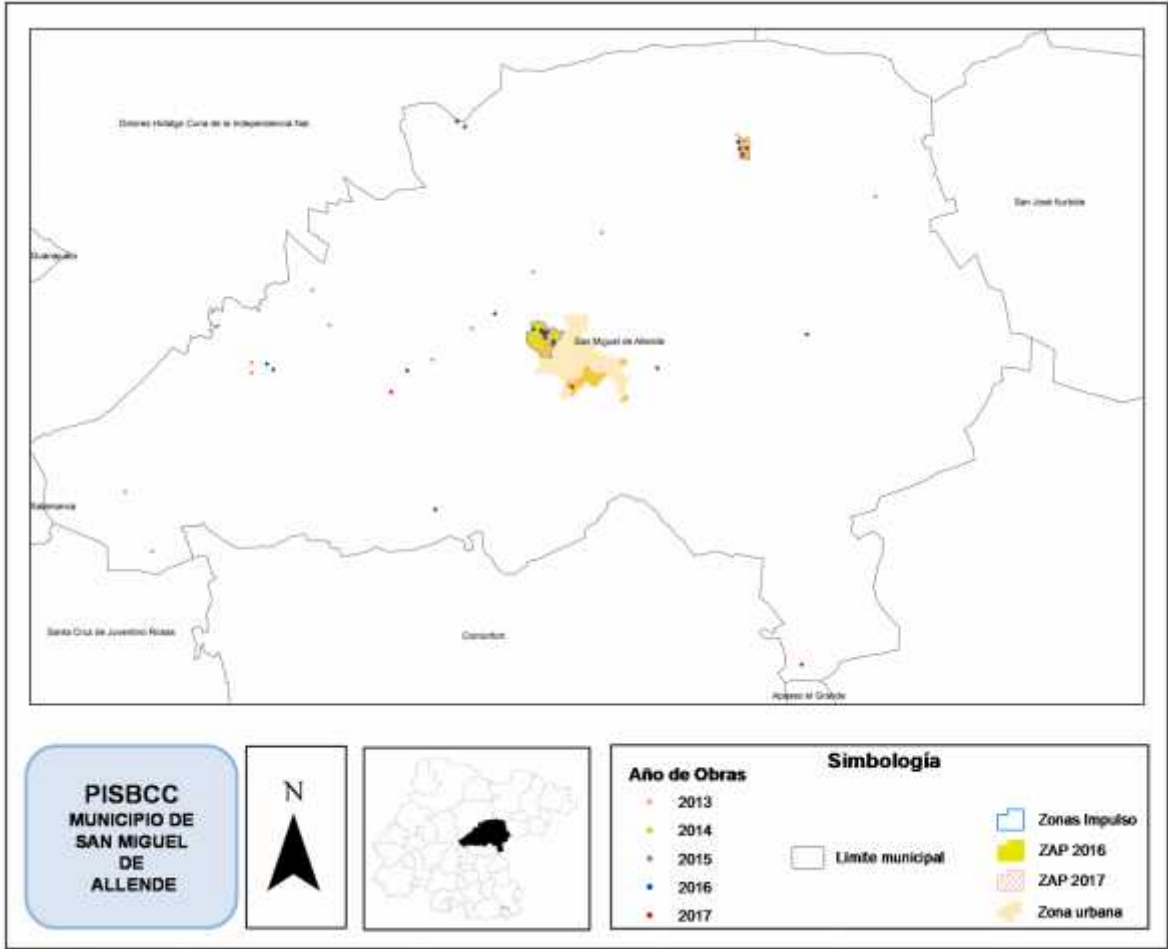 Dolores Hidalgo Cuna de la Independencia Nal.
San José Iturbide
Guanajuato
San Miguel de Allende
Salamanca
Santa Cruz de Juventino Rosas
Comonfort
Apaseo el Grande
PISBCC
MUNICIPIO DE
SAN MIGUEL
DE
ALLENDE
N
Simbología
Año de Obras
2013
2014
2015
2016
2017
Límite municipal
Zonas Impulso
ZAP 2016
ZAP 2017
Zona urbana